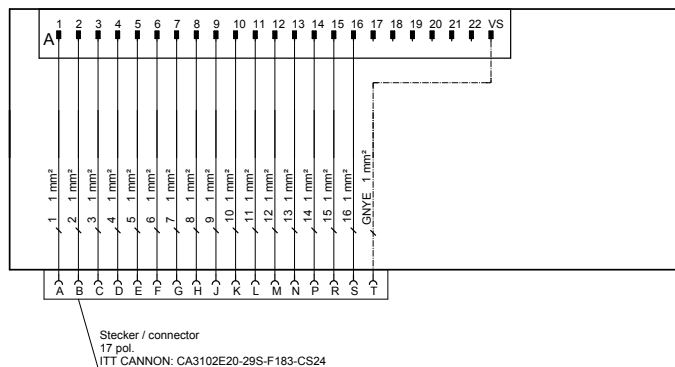 1 2 3 4 5 6 7 8 9 10 11 12 13 14 15 16 17 18 19 20 21 22 VS
A
1 1 mm²
2 1 mm²
3 1 mm²
4 1 mm²
5 1 mm²
6 1 mm²
7 1 mm²
8 1 mm²
9 1 mm²
10 1 mm²
11 1 mm²
12 1 mm²
13 1 mm²
14 1 mm²
15 1 mm²
16 1 mm²
GNYE 1 mm²
A B C D E F G H J K L M N P R S T
Stecker / connector
17 pol.
ITT CANNON: CA3102E20-29S-F183-CS24